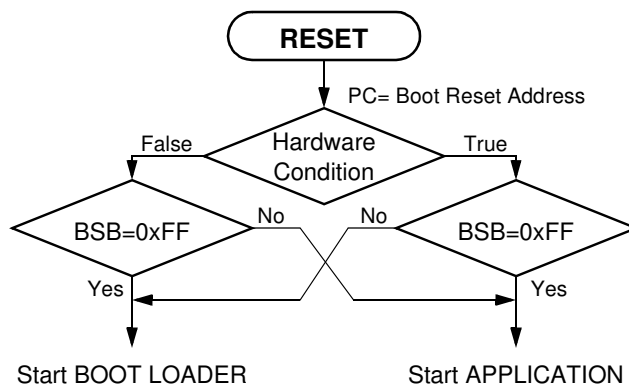 RESET
PC= Boot Reset Address
False
Hardware
Condition
True
BSB=0xFF
No
No
BSB=0xFF
Yes
Yes
Start BOOT LOADER
Start APPLICATION